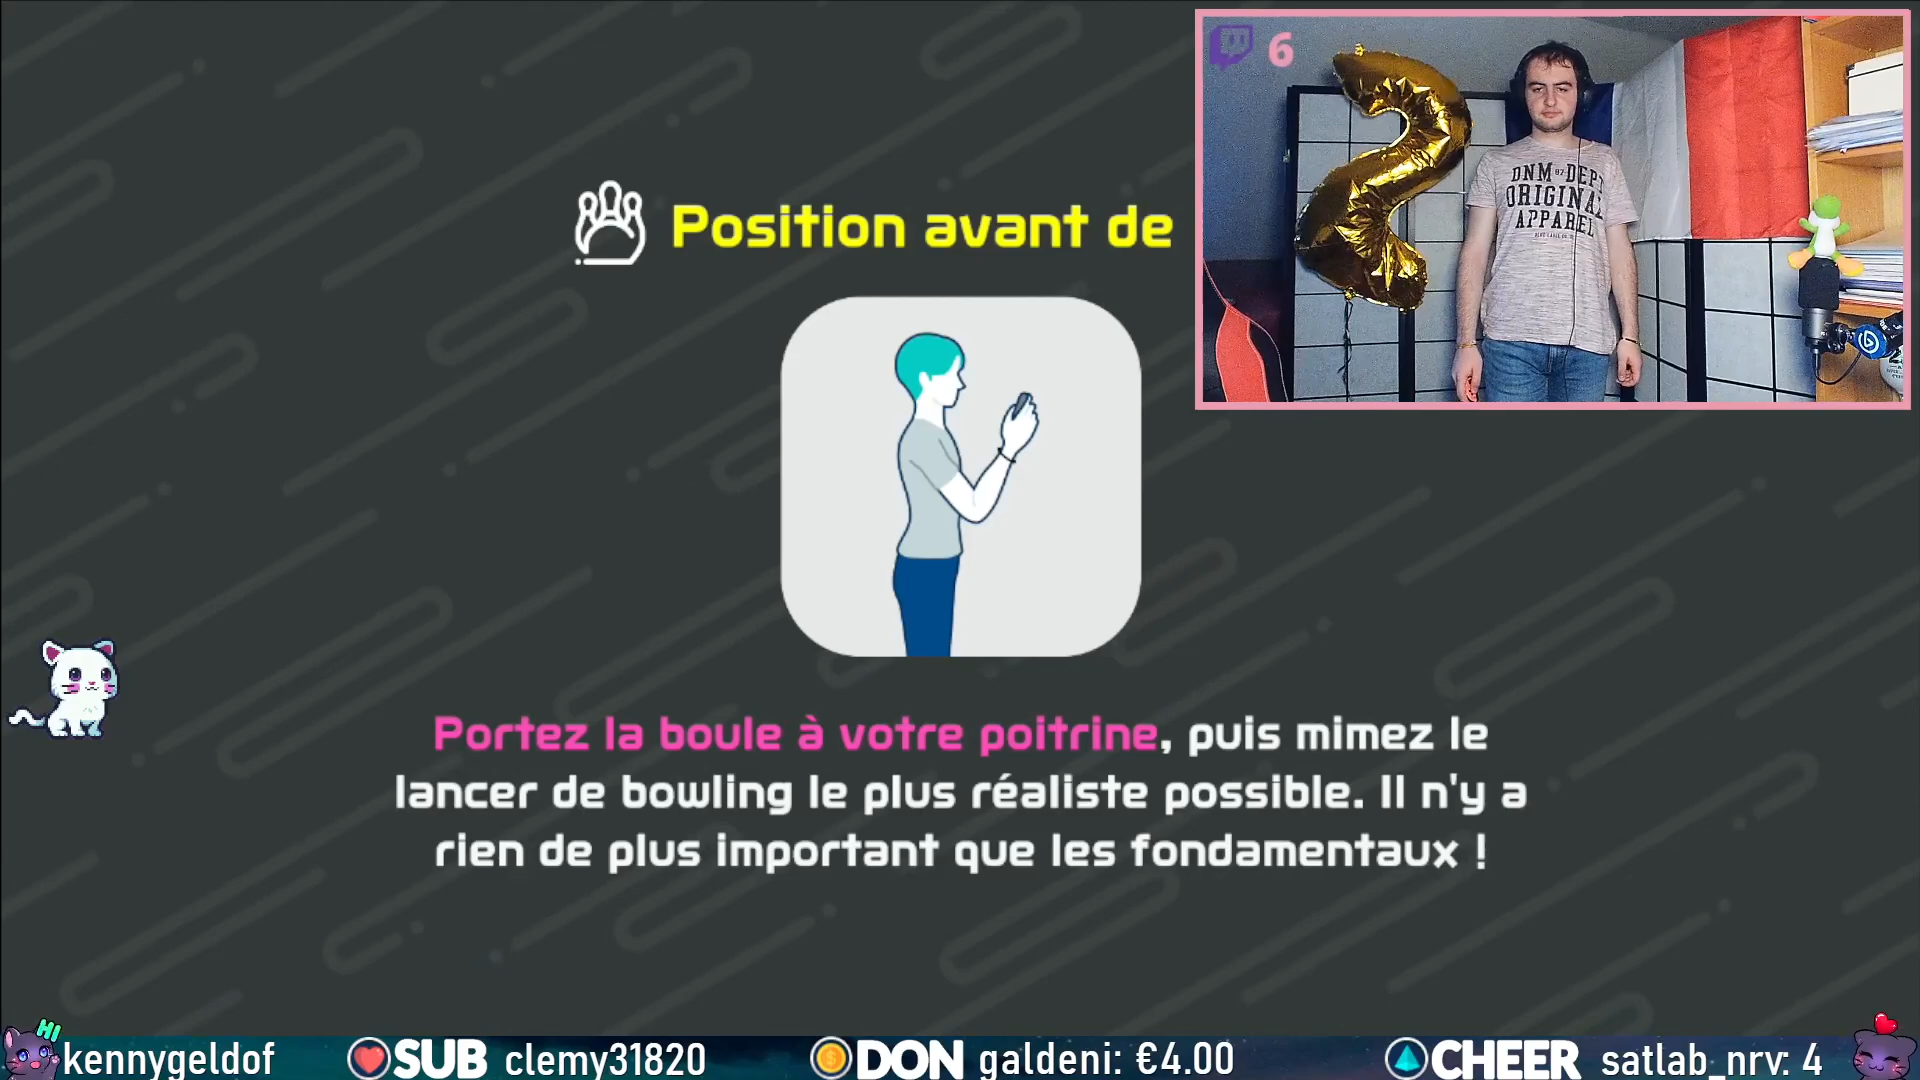 6
DNM 87 DEPT
ORIGINAL
APPAREL
Position avant de
Portez la boule à votre poitrine, puis mimez le
lancer de bowling le plus réaliste possible. Il n'y a
rien de plus important que les fondamentaux !
HI
kennygeldof
SUB clemy31820
DON galdeni: €4.00
CHEER satlab_nrv: 4